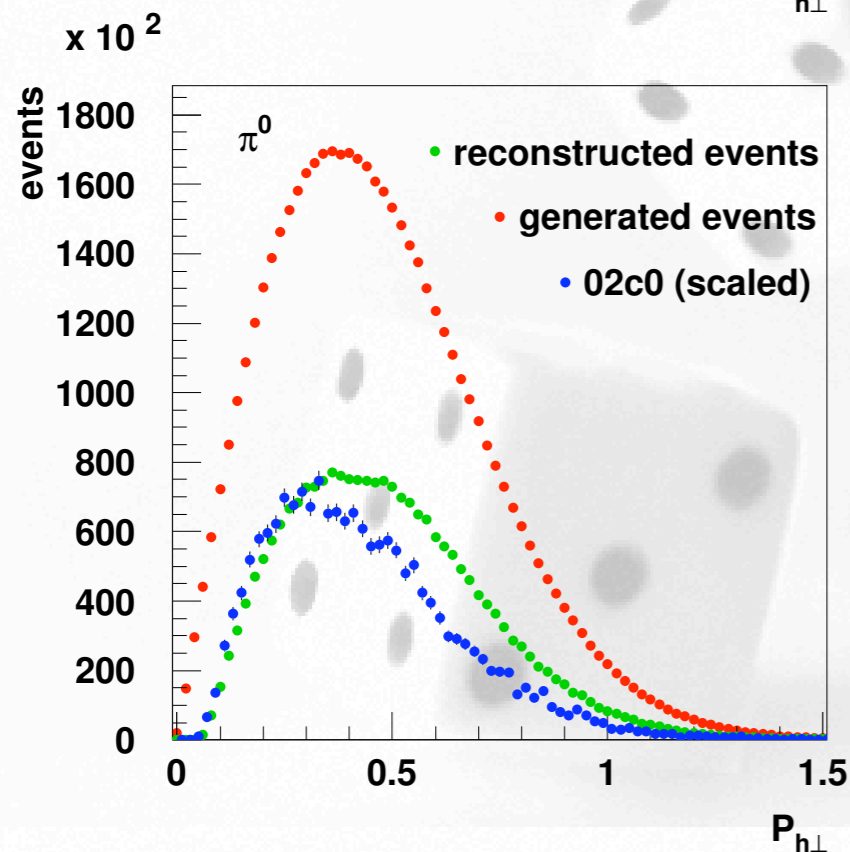 h⊥
x 10 2
events
1800
1600
1400
1200
1000
800
600
400
200
0
π0
reconstructed events
generated events
02c0 (scaled)
0 0.5 1 1.5
Ph⊥